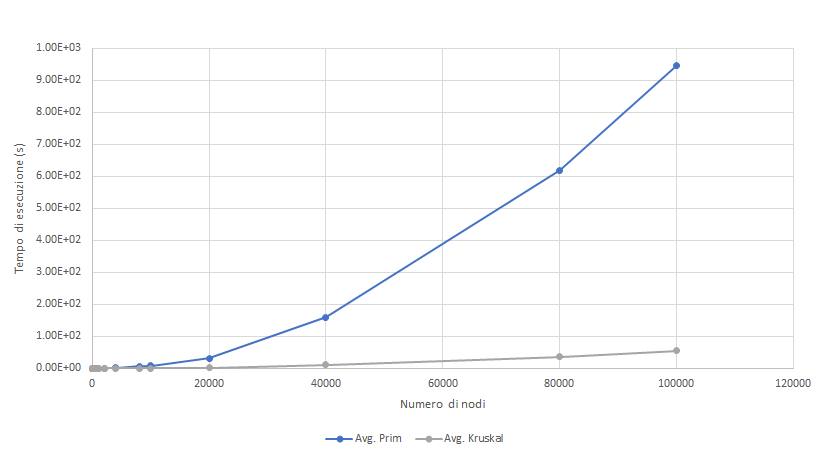 1.00E+03
9.00E+02
8.00E+02
7.00E+02
6.00E+02
5.00E+02
4.00E+02
3.00E+02
2.00E+02
1.00E+02
0.00E+00
Tempo di esecuzione (s)
0 20000 40000 60000 80000 100000 120000
Numero di nodi
Avg. Prim Avg. Kruskal